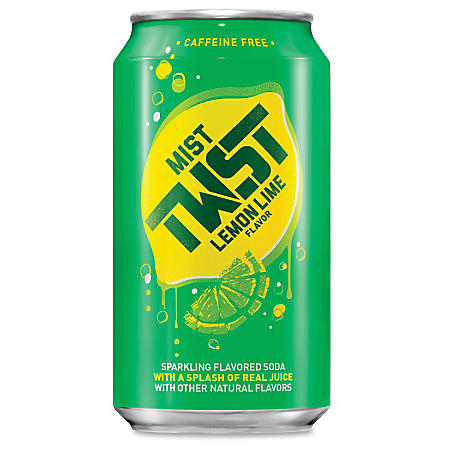 • CAFFEINE FREE •
MIST
TWST
LEMON LIME
FLAVOR
SPARKLING FLAVORED SODA
WITH A SPLASH OF REAL JUICE
WITH OTHER NATURAL FLAVORS